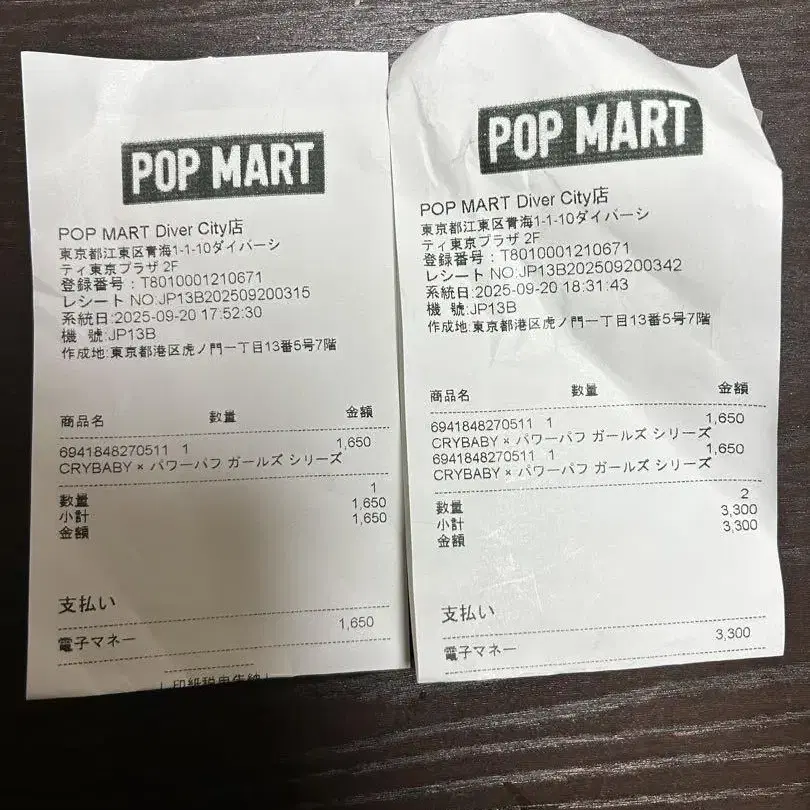 POP MART
POP MART Diver City店
東京都江東区青海1-1-10ダイバーシ
ティ東京プラザ 2F
登録番号：T8010001210671
レシート NO:JP13B202509200315
系統日:2025-09-20 17:52:30
機 號:JP13B
作成地:東京都港区虎ノ門一丁目13番5号7階
商品名 数量 金額
6941848270511 1 1,650
CRYBABY × パワーパフ ガールズ シリーズ
数量 1
小計 1,650
金額 1,650
支払い
電子マネー 1,650
印紙税申告納
POP MART
POP MART Diver City店
東京都江東区青海1-1-10ダイバーシ
ティ東京プラザ 2F
登録番号：T8010001210671
レシート NO:JP13B202509200342
系統日:2025-09-20 18:31:43
機 號:JP13B
作成地:東京都港区虎ノ門一丁目13番5号7階
商品名 数量 金額
6941848270511 1 1,650
CRYBABY × パワーパフ ガールズ シリーズ
6941848270511 1 1,650
CRYBABY × パワーパフ ガールズ シリーズ
数量 2
小計 3,300
金額 3,300
支払い
電子マネー 3,300